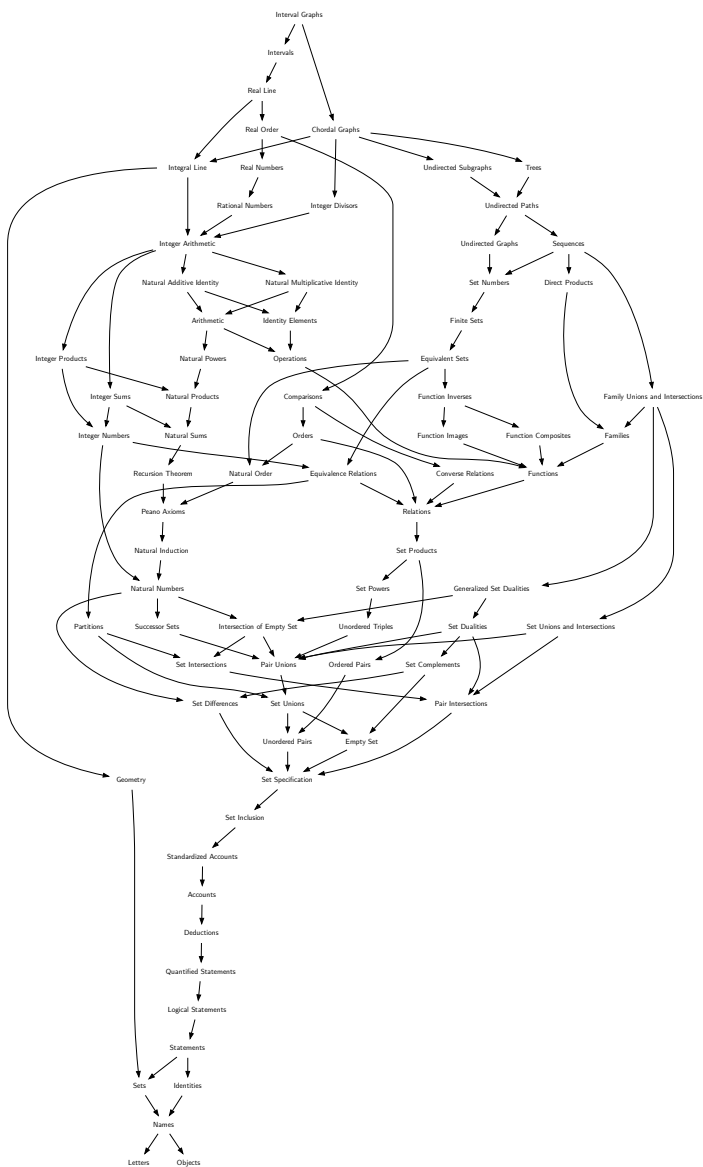 Interval Graphs
Intervals
Real Line
Real Order
Chordal Graphs
Integral Line
Real Numbers
Undirected Subgraphs
Trees
Rational Numbers
Integer Divisors
Undirected Paths
Integer Arithmetic
Undirected Graphs
Sequences
Natural Additive Identity
Natural Multiplicative Identity
Set Numbers
Direct Products
Arithmetic
Identity Elements
Finite Sets
Integer Products
Natural Powers
Operations
Equivalent Sets
Integer Sums
Natural Products
Comparisons
Function Inverses
Family Unions and Intersections
Integer Numbers
Natural Sums
Orders
Function Images
Function Composites
Families
Recursion Theorem
Natural Order
Equivalence Relations
Converse Relations
Functions
Peano Axioms
Relations
Natural Induction
Set Products
Natural Numbers
Set Powers
Generalized Set Dualities
Partitions
Successor Sets
Intersection of Empty Set
Unordered Triples
Set Dualities
Set Unions and Intersections
Set Intersections
Pair Unions
Ordered Pairs
Set Complements
Set Differences
Set Unions
Pair Intersections
Unordered Pairs
Empty Set
Geometry
Set Specification
Set Inclusion
Standardized Accounts
Accounts
Deductions
Quantified Statements
Logical Statements
Statements
Sets
Identities
Names
Letters
Objects